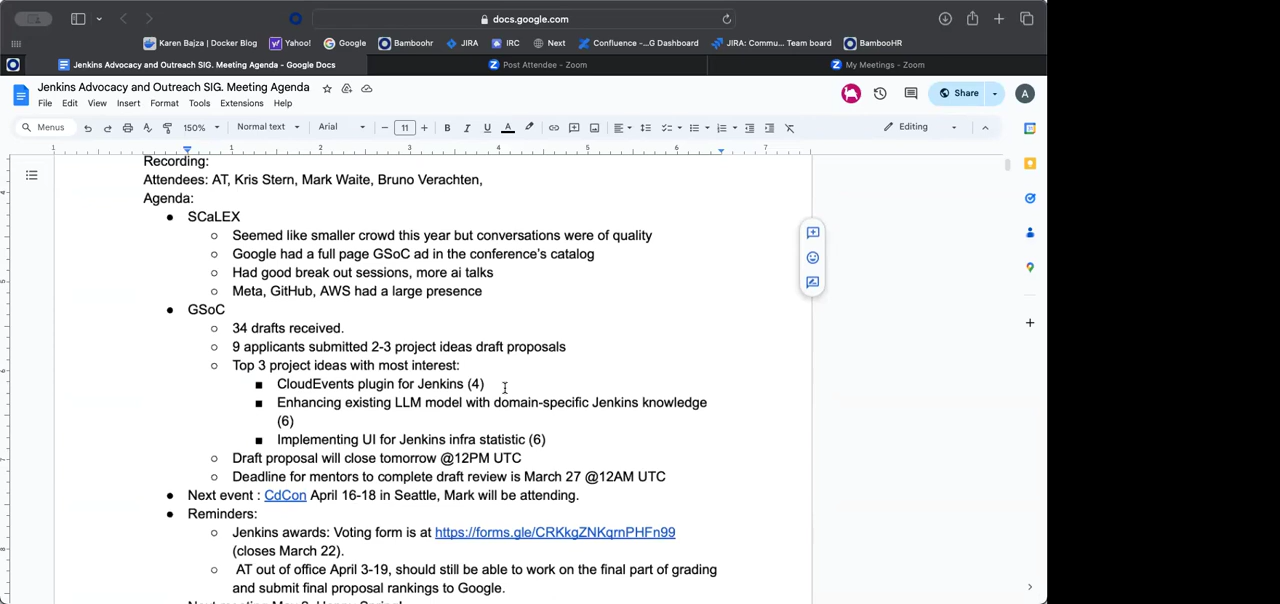 docs.google.com
Karen Bajza | Docker Blog
Yahoo!
Google
Bamboohr
JIRA
IRC
Next
Confluence ...G Dashboard
JIRA: Commu... Team board
BambooHR
Jenkins Advocacy and Outreach SIG. Meeting Agenda - Google Docs
Post Attendee - Zoom
My Meetings - Zoom
Jenkins Advocacy and Outreach SIG. Meeting Agenda
File Edit View Insert Format Tools Extensions Help
Share
A
Menus
150%
Normal text
Arial
11
Editing
1 1 2 3 4 5 6 7
Recording:
Attendees: AT, Kris Stern, Mark Waite, Bruno Verachten,
Agenda:
● SCaLEX
○ Seemed like smaller crowd this year but conversations were of quality
○ Google had a full page GSoC ad in the conference's catalog
○ Had good break out sessions, more ai talks
○ Meta, GitHub, AWS had a large presence
● GSoC
○ 34 drafts received.
○ 9 applicants submitted 2-3 project ideas draft proposals
○ Top 3 project ideas with most interest:
■ CloudEvents plugin for Jenkins (4)
■ Enhancing existing LLM model with domain-specific Jenkins knowledge
(6)
■ Implementing UI for Jenkins infra statistic (6)
○ Draft proposal will close tomorrow @12PM UTC
○ Deadline for mentors to complete draft review is March 27 @12AM UTC
● Next event : CdCon April 16-18 in Seattle, Mark will be attending.
● Reminders:
○ Jenkins awards: Voting form is at https://forms.gle/CRKkgZNKqrnPHFn99
(closes March 22).
○ AT out of office April 3-19, should still be able to work on the final part of grading
and submit final proposal rankings to Google.